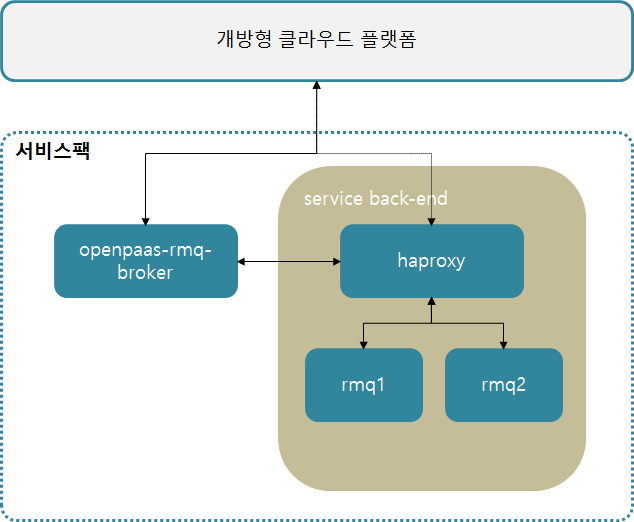 개방형 클라우드 플랫폼
서비스팩
service back-end
openpaas-rmq-
broker
haproxy
rmq1
rmq2